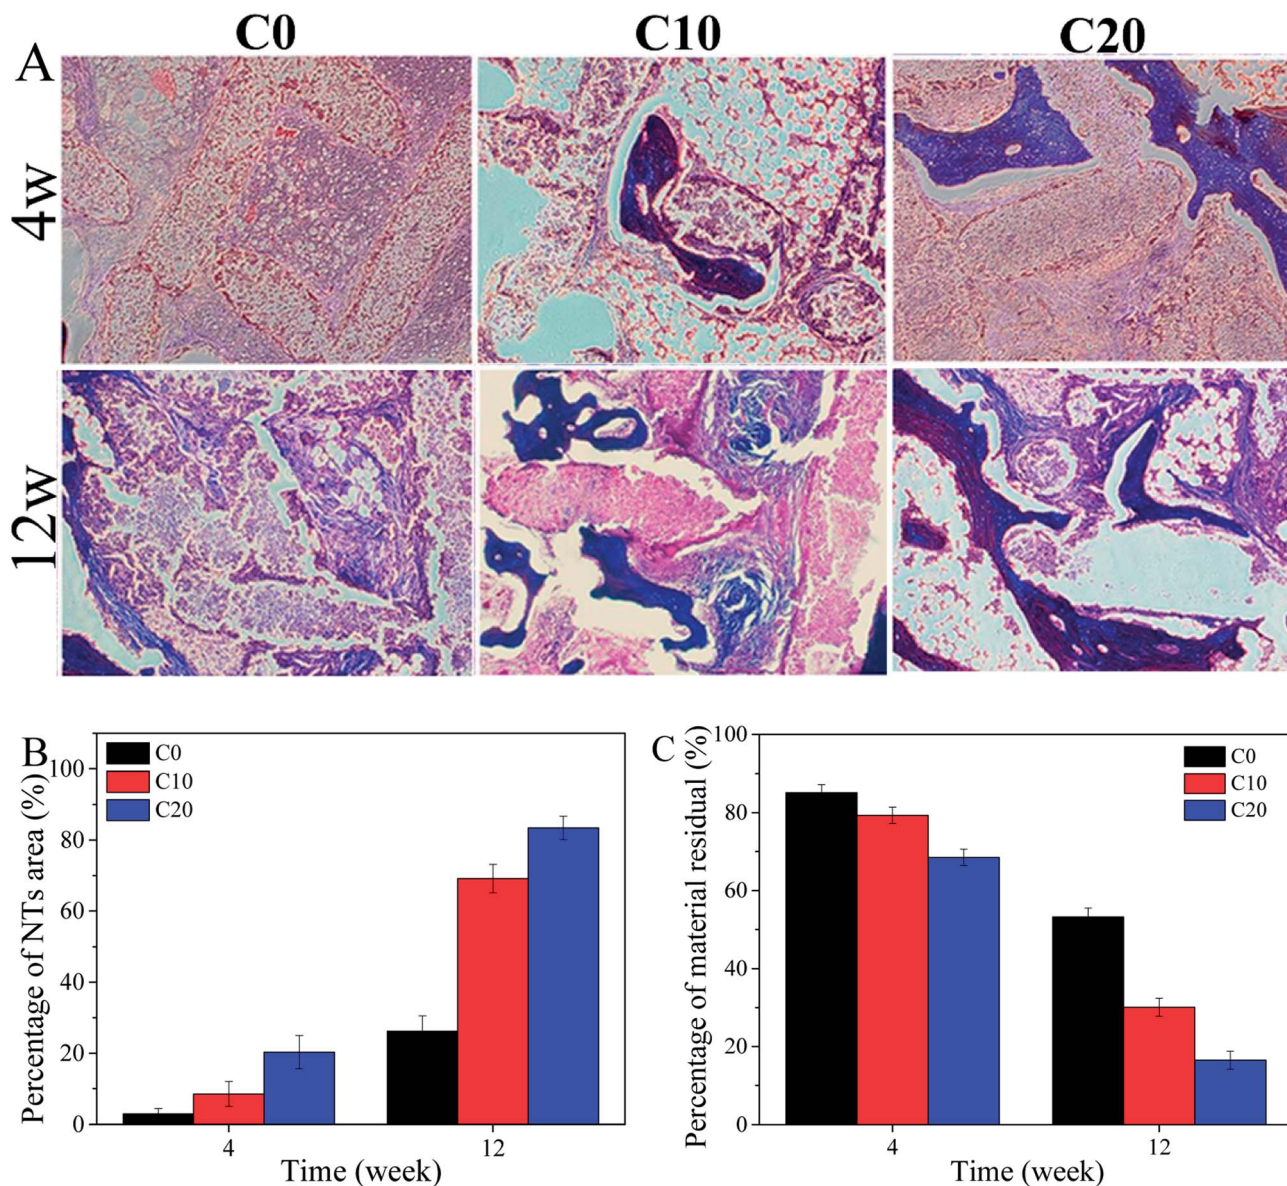 C0 C10 C20
A
4w
12w
B
C0
C10
C20
Percentage of NTs area (%)
100
80
60
40
20
0
4 12
Time (week)
C
C0
C10
C20
Percentage of material residual (%)
100
80
60
40
20
0
4 12
Time (week)